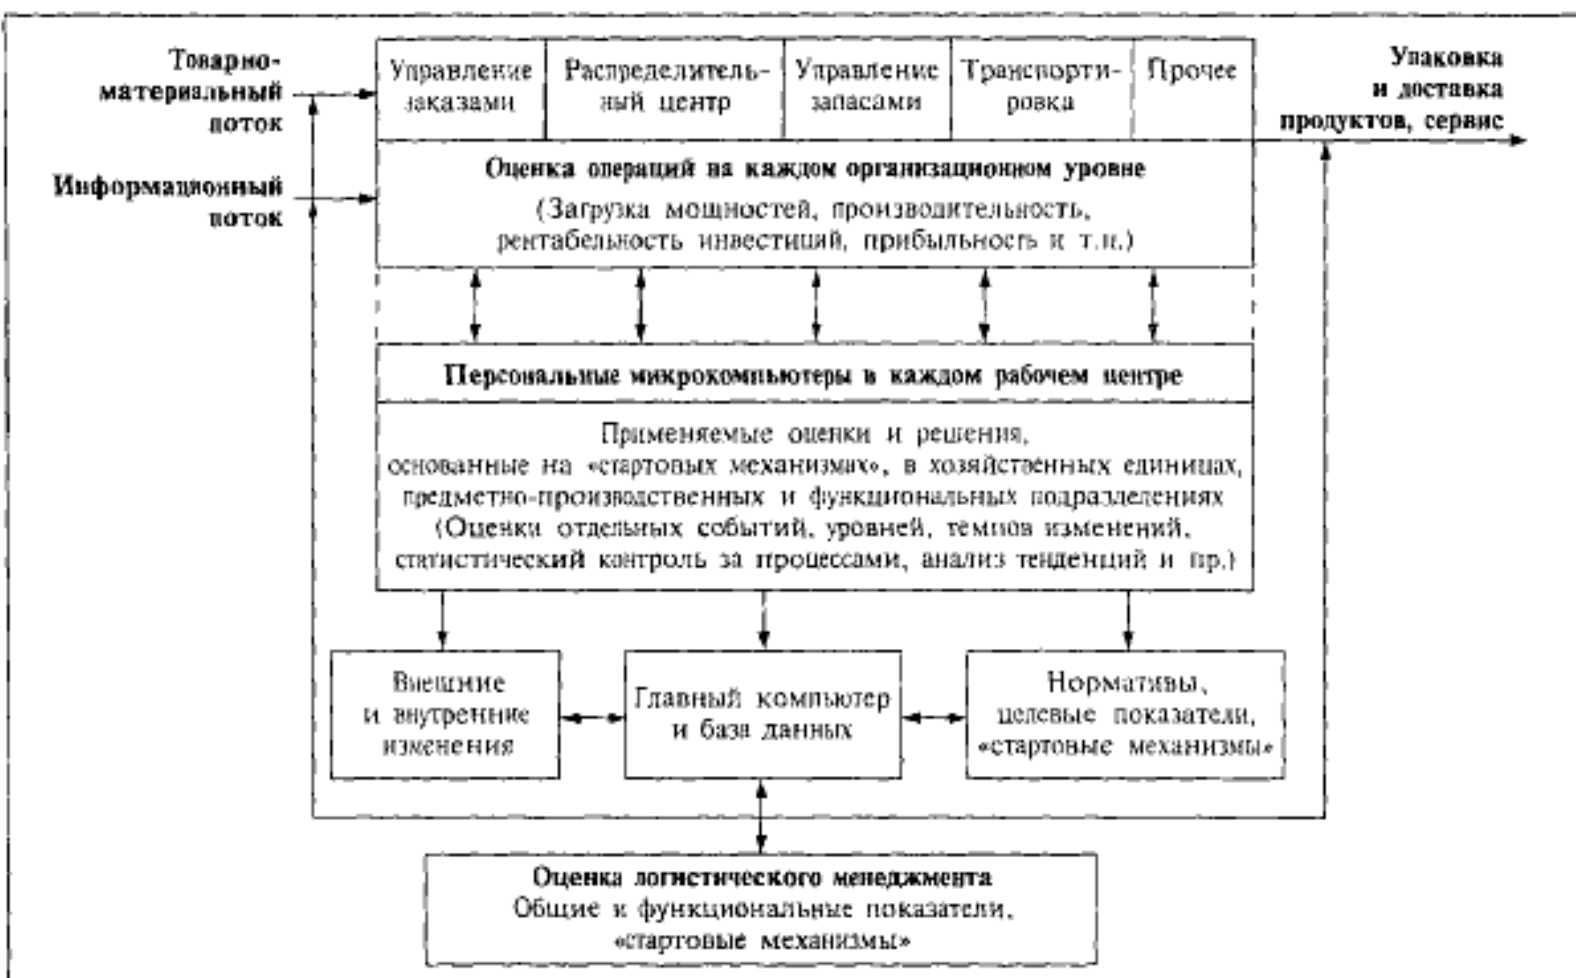 Товарно-
материальный
поток
Управление
заказами
Распределитель-
ный центр
Управление
запасами
Транспорти-
ровка
Прочее
Упаковка
и доставка
продуктов, сервис
Информационный
поток
Оценка операций на каждом организационном уровне
(Загрузка мощностей, производительность,
рентабельность инвестиций, прибыльность и т.п.)
Персональные микрокомпьютеры в каждом рабочем центре
Применяемые оценки и решения,
основанные на «стартовых механизмах», в хозяйственных единицах,
предметно-производственных и функциональных подразделениях
(Оценки отдельных событий, уровней, темпов изменений,
статистический контроль за процессами, анализ тенденций и пр.)
Внешние
и внутренние
изменения
Главный компьютер
и база данных
Нормативы,
целевые показатели,
«стартовые механизмы»
Оценка логистического менеджмента
Общие и функциональные показатели,
«стартовые механизмы»